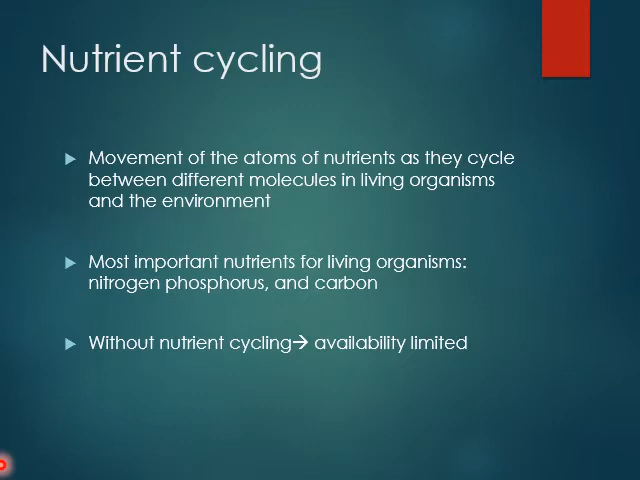 Nutrient cycling
Movement of the atoms of nutrients as they cycle
between different molecules in living organisms
and the environment
Most important nutrients for living organisms:
nitrogen phosphorus, and carbon
Without nutrient cycling→ availability limited